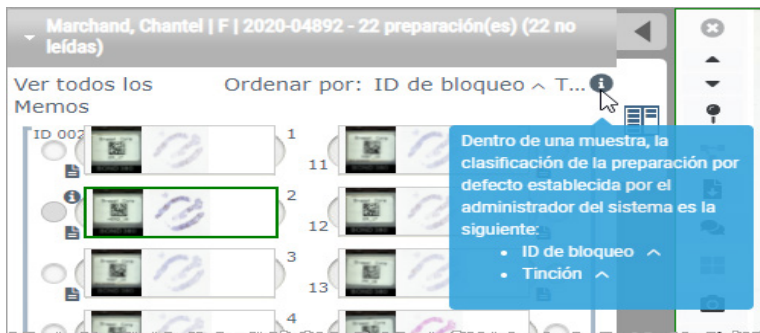 Marchand, Chantel | F | 2020-04892 - 22 preparación(es) (22 no
leídas)
Ver todos los
Memos
Ordenar por: ID de bloqueo T...
ID 002
1
11
2
12
3
13
4
Dentro de una muestra, la
clasificación de la preparación por
defecto establecida por el
administrador del sistema es la
siguiente:
• ID de bloqueo
• Tinción